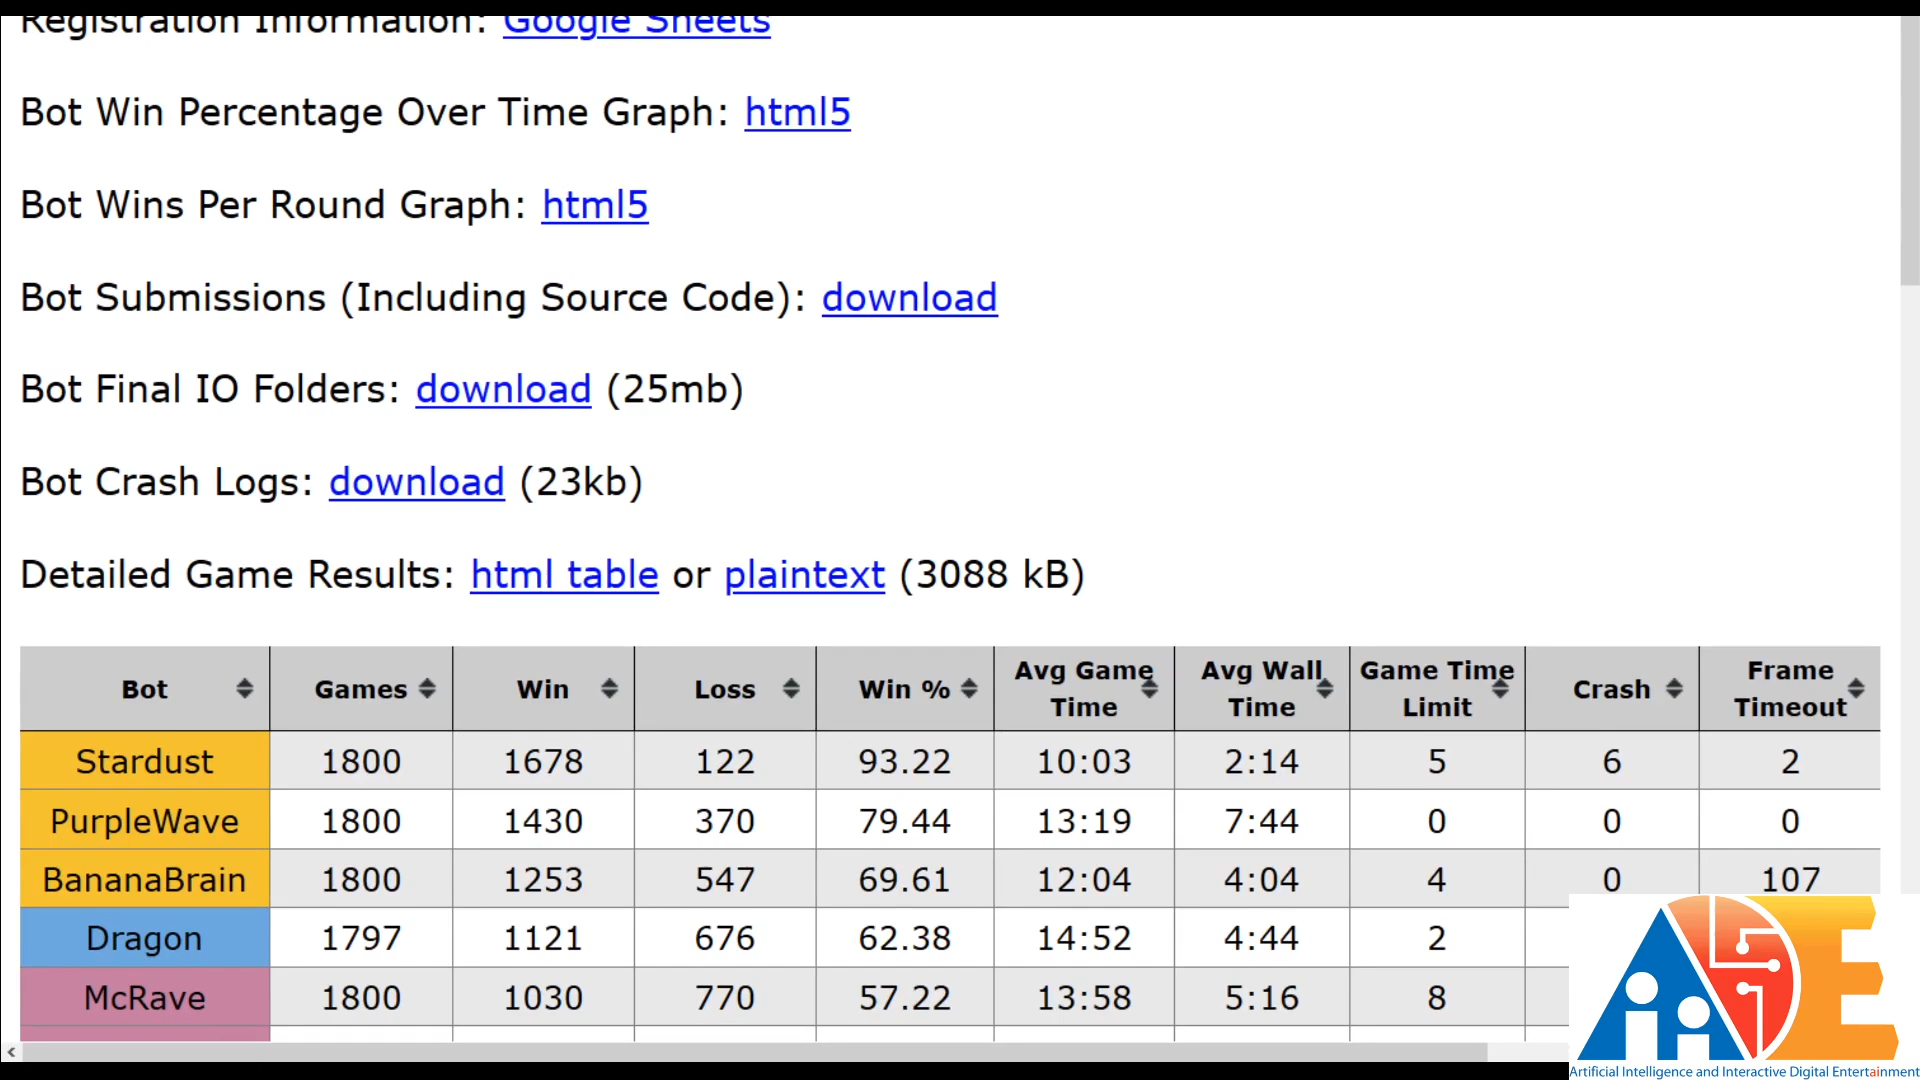 Registration Information: Google Sheets
Bot Win Percentage Over Time Graph: html5
Bot Wins Per Round Graph: html5
Bot Submissions (Including Source Code): download
Bot Final IO Folders: download (25mb)
Bot Crash Logs: download (23kb)
Detailed Game Results: html table or plaintext (3088 kB)
Bot Games Win Loss Win % Avg Game Time Avg Wall Time Game Time Limit Crash Frame Timeout
Stardust 1800 1678 122 93.22 10:03 2:14 5 6 2
PurpleWave 1800 1430 370 79.44 13:19 7:44 0 0 0
BananaBrain 1800 1253 547 69.61 12:04 4:04 4 0 107
Dragon 1797 1121 676 62.38 14:52 4:44 2
McRave 1800 1030 770 57.22 13:58 5:16 8
AIIDE
Artificial Intelligence and Interactive Digital Entertainment